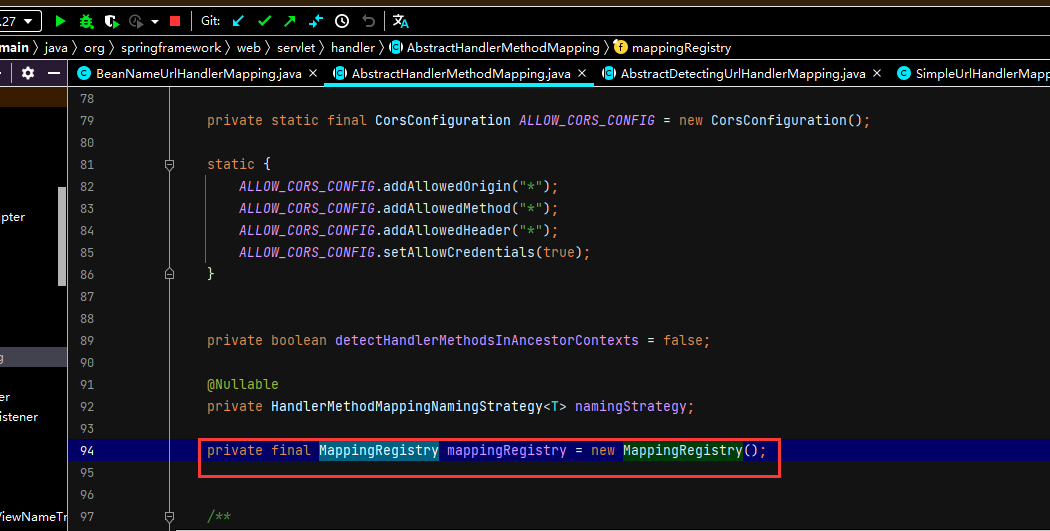 .27
Git:
main 〉 java 〉 org 〉 springframework 〉 web 〉 servlet 〉 handler 〉 AbstractHandlerMethodMapping 〉 mappingRegistry
BeanNameUrlHandlerMapping.java × AbstractHandlerMethodMapping.java × AbstractDetectingUrlHandlerMapping.java × SimpleUrlHandlerMapp
78
79 private static final CorsConfiguration ALLOW_CORS_CONFIG = new CorsConfiguration();
80
81 static {
82 ALLOW_CORS_CONFIG.addAllowedOrigin("*");
83 ALLOW_CORS_CONFIG.addAllowedMethod("*");
84 ALLOW_CORS_CONFIG.addAllowedHeader("*");
85 ALLOW_CORS_CONFIG.setAllowCredentials(true);
86 }
87
88
89 private boolean detectHandlerMethodsInAncestorContexts = false;
90
91 @Nullable
92 private HandlerMethodMappingNamingStrategy<T> namingStrategy;
93
94 private final MappingRegistry mappingRegistry = new MappingRegistry();
95
96
97 /**
pter
g
er
istener
ViewNameTr